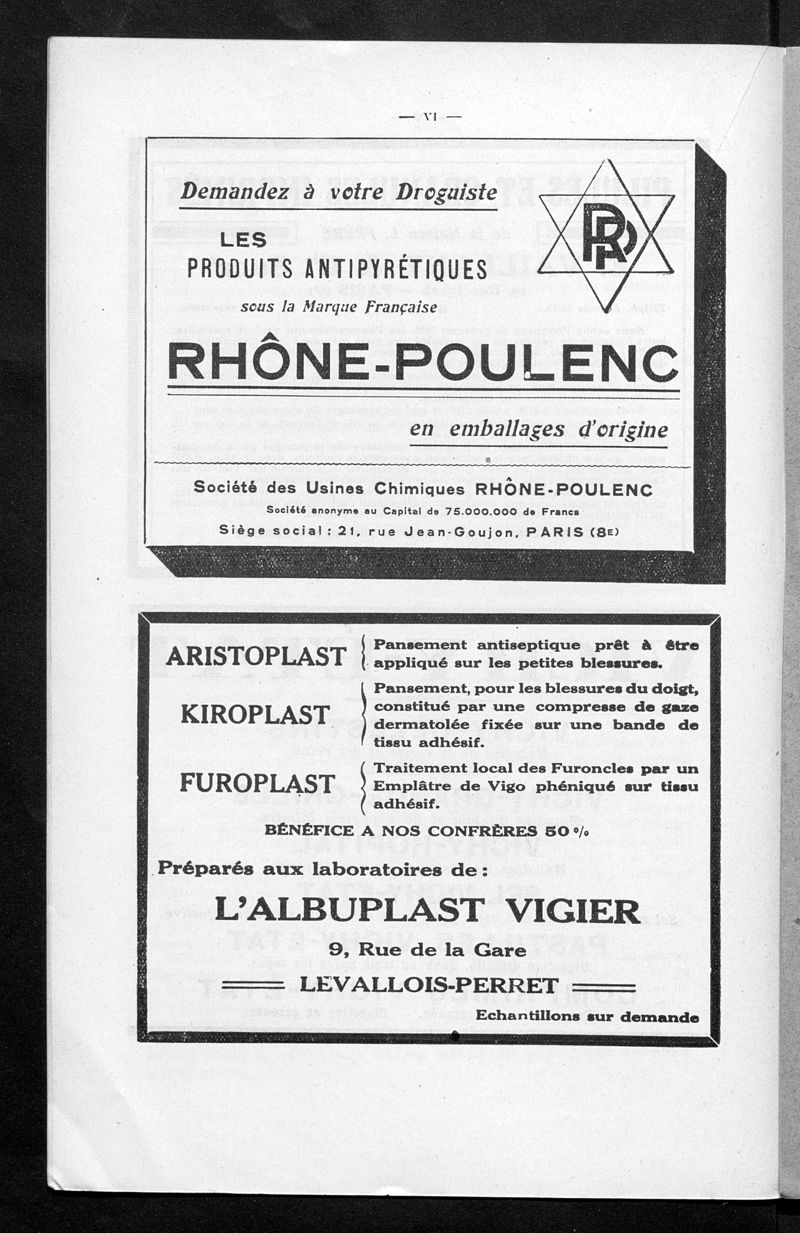 — VI —
Demandez à votre Droguiste
LES
PRODUITS ANTIPYRÉTIQUES
sous la Marque Française
RHÔNE-POULENC
en emballages d'origine
Société des Usines Chimiques RHÔNE-POULENC
Société anonyme au Capital de 75.000.000 de Francs
Siège social : 21, rue Jean-Goujon, PARIS (8E)
ARISTOPLAST
Pansement antiseptique prêt à être
appliqué sur les petites blessures.
KIROPLAST
Pansement, pour les blessures du doigt,
constitué par une compresse de gaze
dermatolée fixée sur une bande de
tissu adhésif.
FUROPLAST
Traitement local des Furoncles par un
Emplâtre de Vigo phéniqué sur tissu
adhésif.
BÉNÉFICE A NOS CONFRÈRES 50 %
Préparés aux laboratoires de :
L'ALBUPLAST VIGIER
9, Rue de la Gare
LEVALLOIS-PERRET
Echantillons sur demande